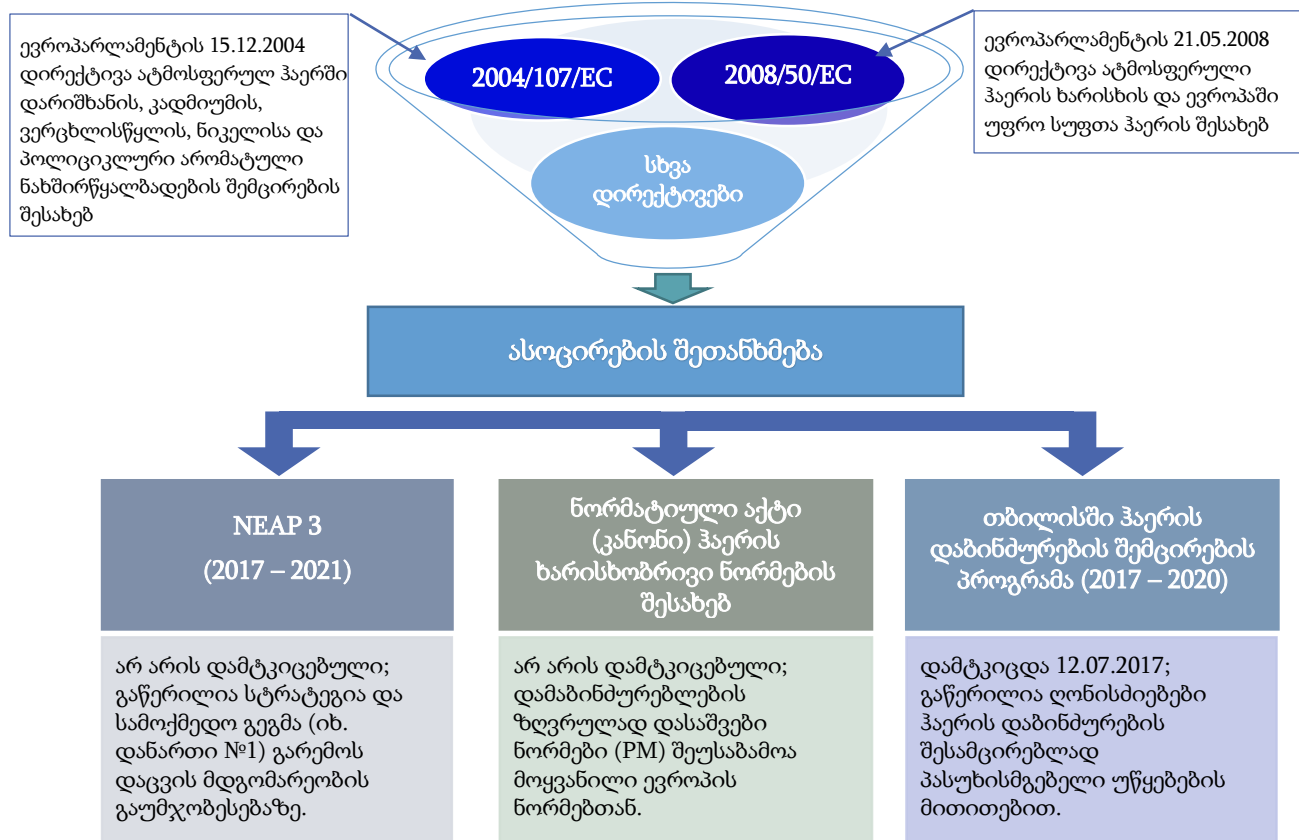 ევროპარლამენტის 15.12.2004
დირექტივა ატმოსფერულ ჰაერში
დარიშხანის, კადმიუმის,
ვერცხლისწყლის, ნიკელისა და
პოლიციკლური არომატული
ნახშირწყალბადების შემცირების
შესახებ
2004/107/EC
2008/50/EC
სხვა
დირექტივები
ევროპარლამენტის 21.05.2008
დირექტივა ატმოსფერული
ჰაერის ხარისხის და ევროპაში
უფრო სუფთა ჰაერის შესახებ
ასოცირების შეთანხმება
NEAP 3
(2017 – 2021)
არ არის დამტკიცებული;
გაწერილია სტრატეგია და
სამოქმედო გეგმა (იხ.
დანართი №1) გარემოს
დაცვის მდგომარეობის
გაუმჯობესებაზე.
ნორმატიული აქტი
(კანონი) ჰაერის
ხარისხობრივი ნორმების
შესახებ
არ არის დამტკიცებული;
დამაბინძურებლების
ზღვრულად დასაშვები
ნორმები (PM) შეუსაბამოა
მოყვანილი ევროპის
ნორმებთან.
თბილისში ჰაერის
დაბინძურების შემცირების
პროგრამა (2017 – 2020)
დამტკიცდა 12.07.2017;
გაწერილია ღონისძიებები
ჰაერის დაბინძურების
შესამცირებლად
პასუხისმგებელი უწყებების
მითითებით.